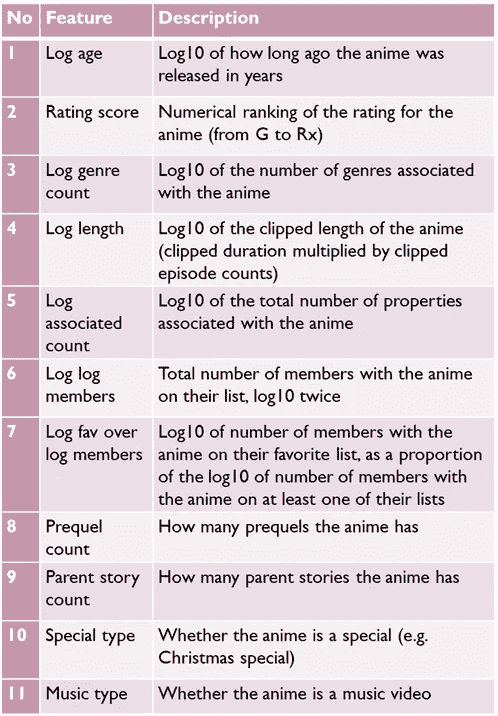 No Feature Description
1 Log age Log10 of how long ago the anime was
released in years
2 Rating score Numerical ranking of the rating for the
anime (from G to Rx)
3 Log genre Log10 of the number of genres associated
count with the anime
4 Log length Log10 of the clipped length of the anime
(clipped duration multiplied by clipped
episode counts)
5 Log Log10 of the total number of properties
associated associated with the anime
count
6 Log log Total number of members with the anime
members on their list, log10 twice
7 Log fav over Log10 of number of members with the
log members anime on their favorite list, as a proportion
of the log10 of number of members with
the anime on at least one of their lists
8 Prequel How many prequels the anime has
count
9 Parent story How many parent stories the anime has
count
10 Special type Whether the anime is a special (e.g.
Christmas special)
11 Music type Whether the anime is a music video